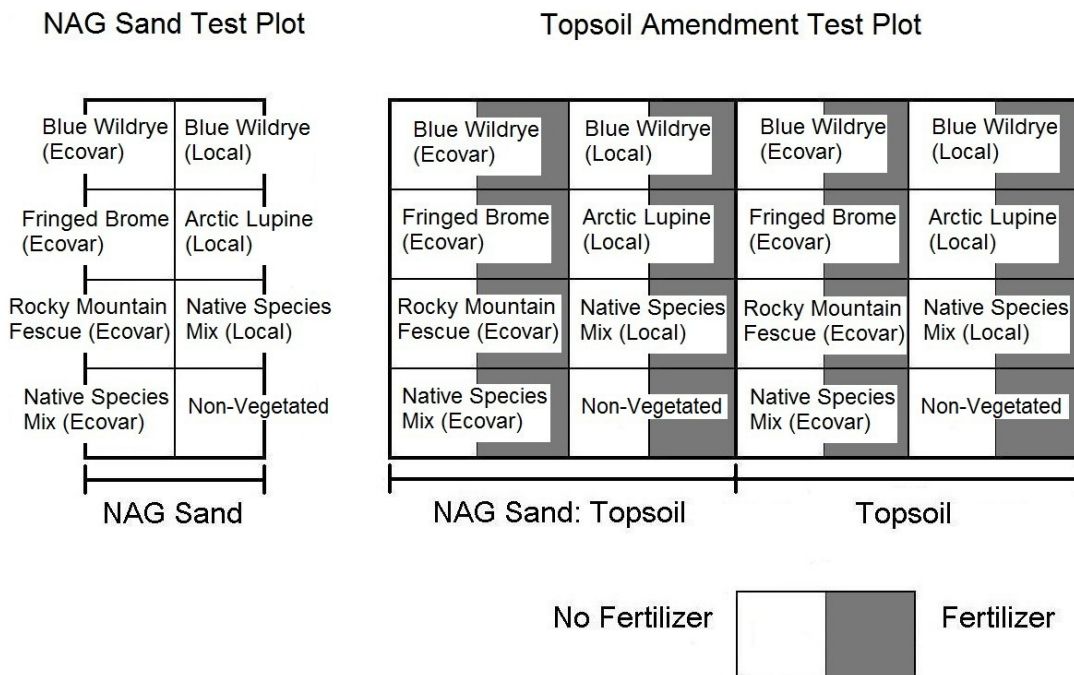 NAG Sand Test Plot
Topsoil Amendment Test Plot
Blue Wildrye
(Ecovar)
Blue Wildrye
(Local)
Fringed Brome
(Ecovar)
Arctic Lupine
(Local)
Rocky Mountain
Fescue (Ecovar)
Native Species
Mix (Local)
Native Species
Mix (Ecovar)
Non-Vegetated
NAG Sand
Blue Wildrye
(Ecovar)
Blue Wildrye
(Local)
Blue Wildrye
(Ecovar)
Blue Wildrye
(Local)
Fringed Brome
(Ecovar)
Arctic Lupine
(Local)
Fringed Brome
(Ecovar)
Arctic Lupine
(Local)
Rocky Mountain
Fescue (Ecovar)
Native Species
Mix (Local)
Rocky Mountain
Fescue (Ecovar)
Native Species
Mix (Local)
Native Species
Mix (Ecovar)
Non-Vegetated
Native Species
Mix (Ecovar)
Non-Vegetated
NAG Sand: Topsoil
Topsoil
No Fertilizer
Fertilizer